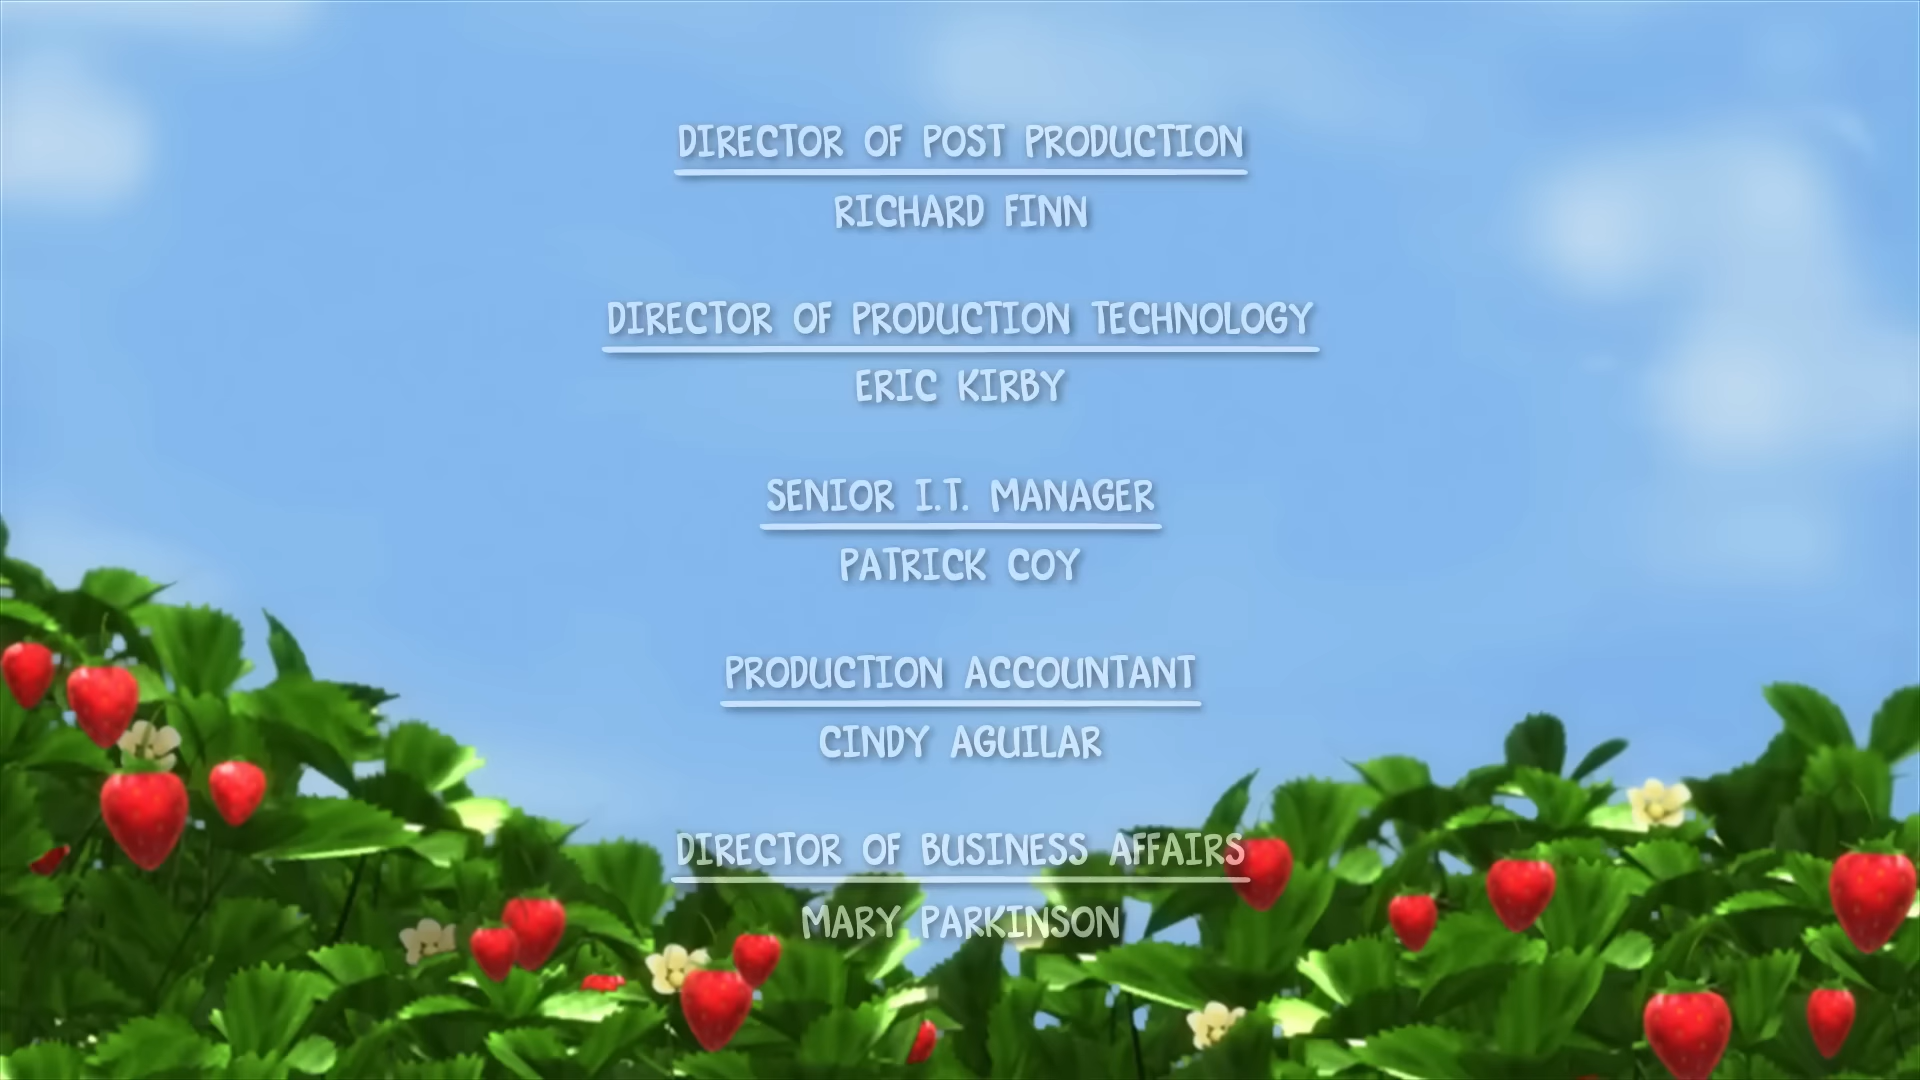 DIRECTOR OF POST PRODUCTION
RICHARD FINN
DIRECTOR OF PRODUCTION TECHNOLOGY
ERIC KIRBY
SENIOR I.T. MANAGER
PATRICK COY
PRODUCTION ACCOUNTANT
CINDY AGUILAR
DIRECTOR OF BUSINESS AFFAIRS
MARY PARKINSON